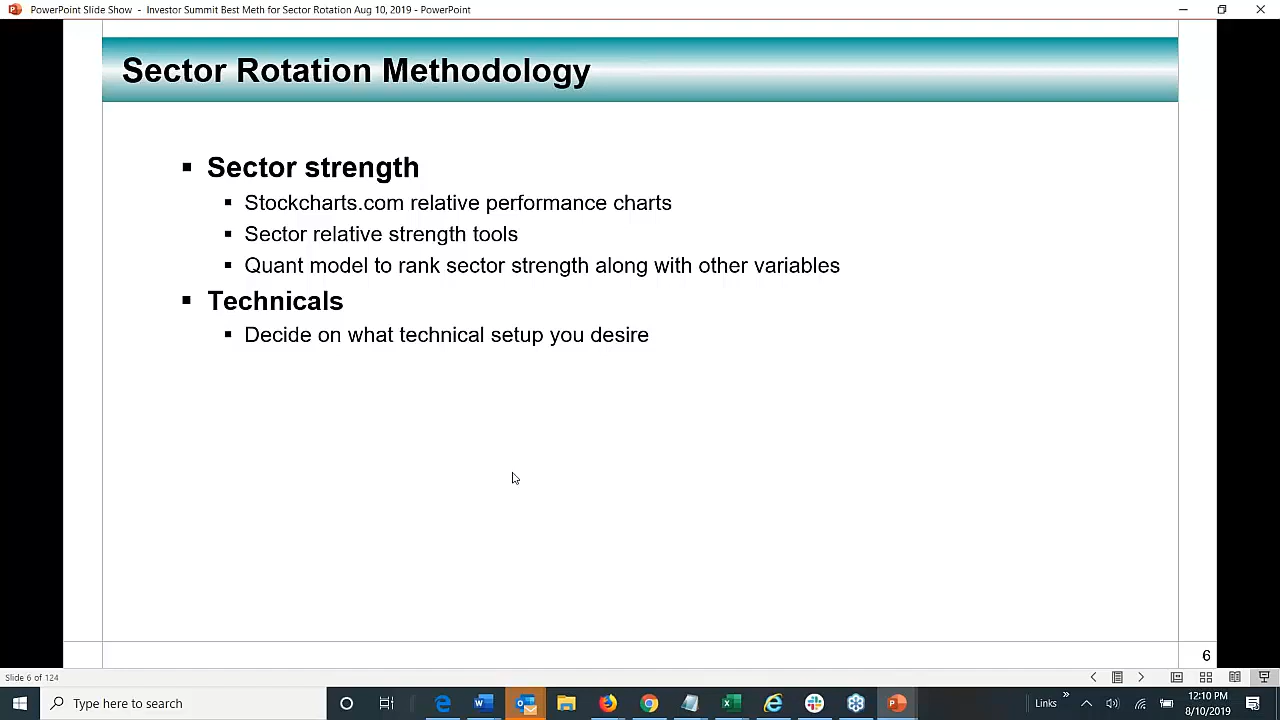 PowerPoint Slide Show - Investor Summit Best Meth for Sector Rotation Aug 10, 2019 - PowerPoint
Sector Rotation Methodology
Sector strength
Stockcharts.com relative performance charts
Sector relative strength tools
Quant model to rank sector strength along with other variables
Technicals
Decide on what technical setup you desire
6
Slide 6 of 124
Type here to search
Links
12:10 PM
8/10/2019